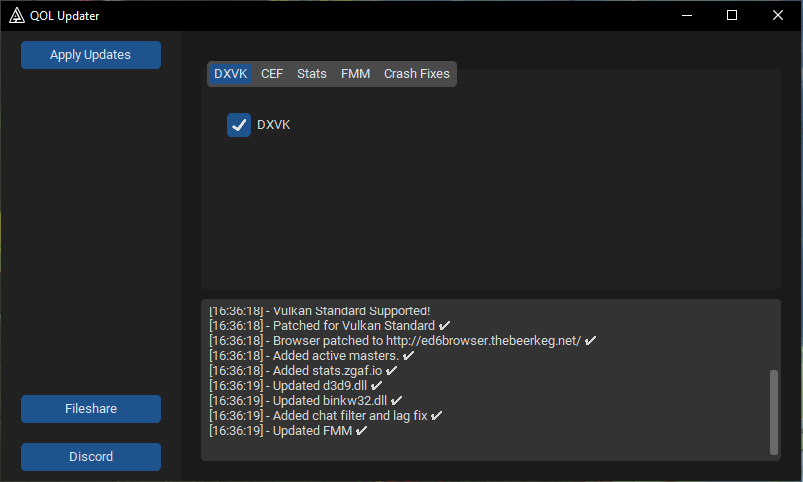 QOL Updater
Apply Updates
DXVK CEF Stats FMM Crash Fixes
DXVK
[16:36:18] - Vulkan Standard Supported!
[16:36:18] - Patched for Vulkan Standard ✔
[16:36:18] - Browser patched to http://ed6browser.thebeerkeg.net/ ✔
[16:36:18] - Added active masters. ✔
[16:36:18] - Added stats.zgaf.io ✔
[16:36:19] - Updated d3d9.dll ✔
[16:36:19] - Updated binkw32.dll ✔
[16:36:19] - Added chat filter and lag fix ✔
[16:36:19] - Updated FMM ✔
Fileshare
Discord